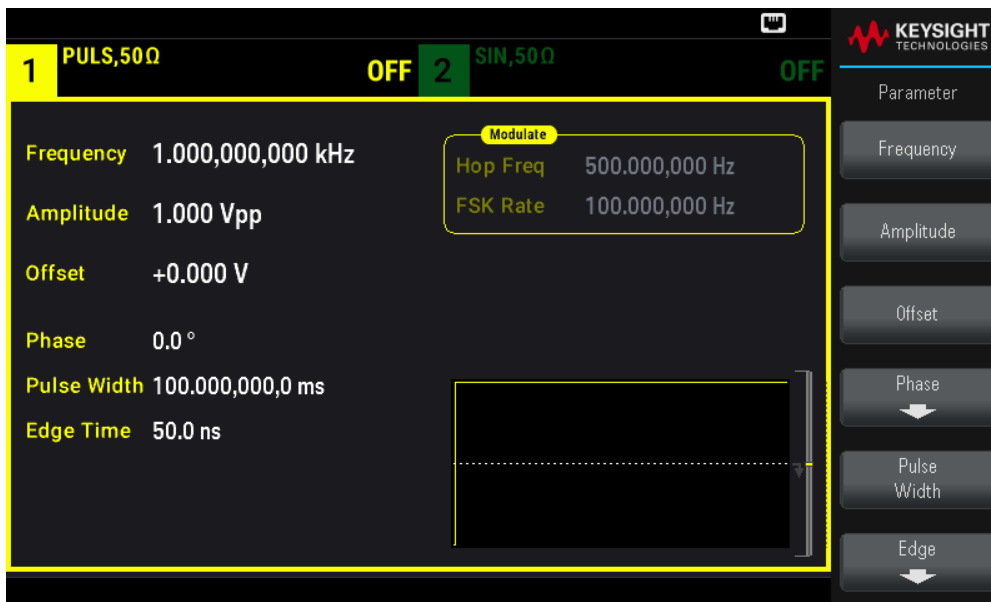 KEYSIGHT
TECHNOLOGIES
1 PULS,50Ω OFF 2 SIN,50Ω OFF
Parameter
Modulate
Frequency 1.000,000,000 kHz
Hop Freq 500.000,000 Hz
FSK Rate 100.000,000 Hz
Amplitude 1.000 Vpp
Offset +0.000 V
Phase 0.0 °
Pulse Width 100.000,000,0 ms
Edge Time 50.0 ns
Frequency
Amplitude
Offset
Phase
Pulse
Width
Edge